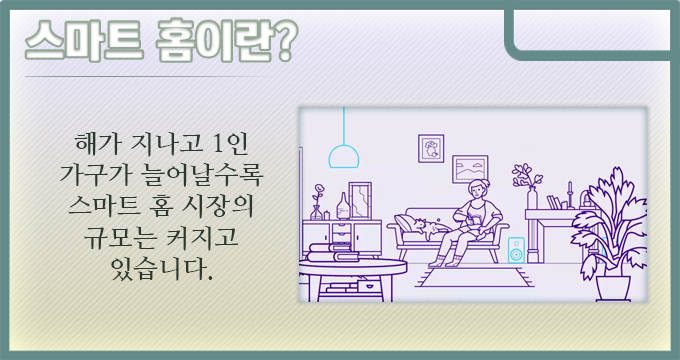 스마트 홈이란?
해가 지나고 1인
가구가 늘어날수록
스마트 홈 시장의
규모는 커지고
있습니다.